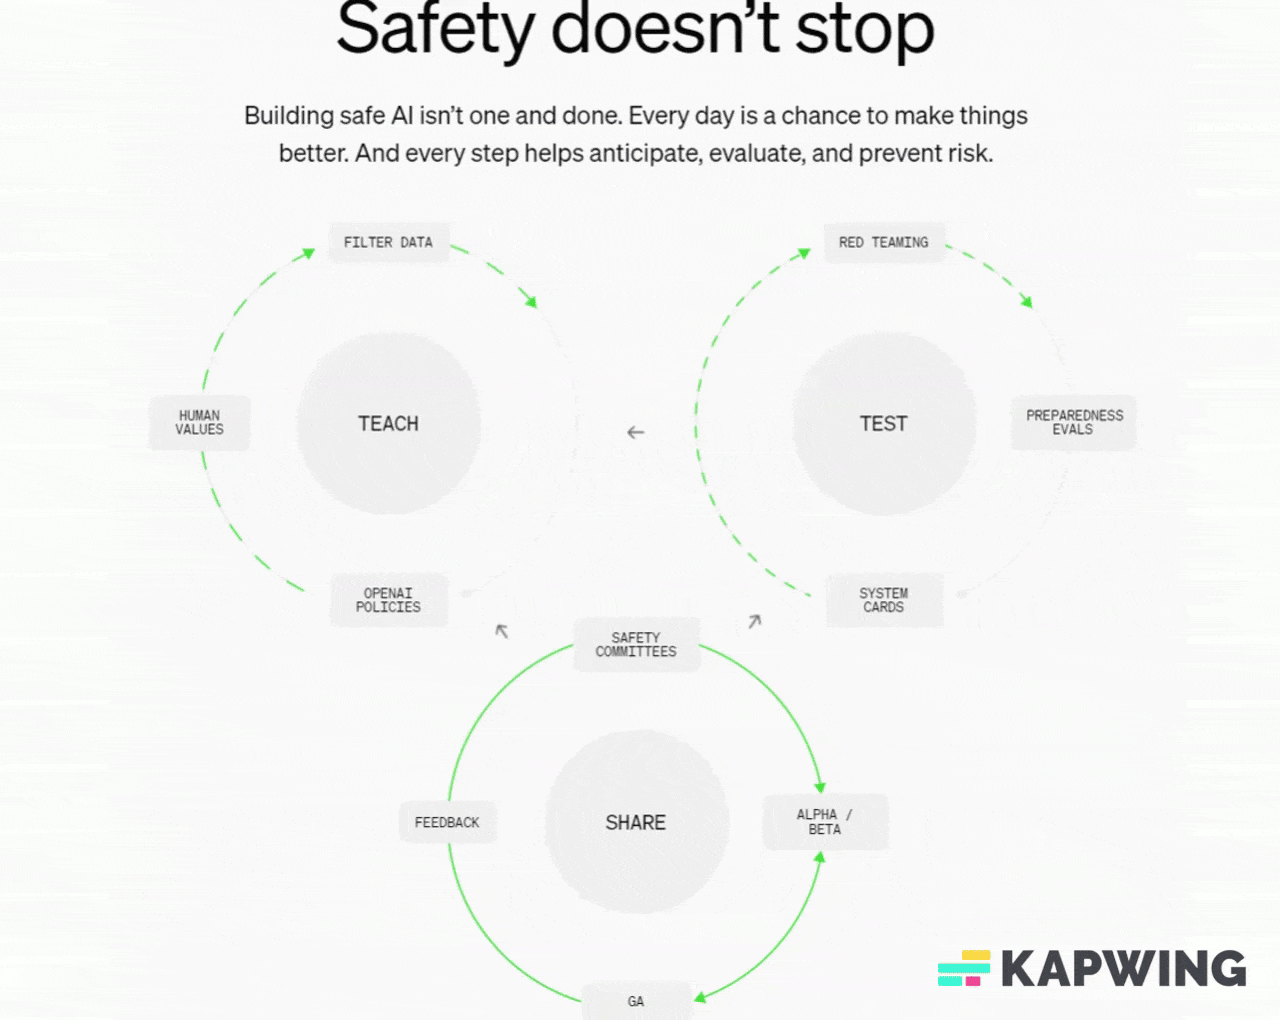 Safety doesn’t stop
Building safe AI isn’t one and done. Every day is a chance to make things
better. And every step helps anticipate, evaluate, and prevent risk.
FILTER DATA
HUMAN
VALUES
TEACH
OPENAI
POLICIES
RED TEAMING
TEST
PREPAREDNESS
EVALS
SYSTEM
CARDS
SAFETY
COMMITTEES
FEEDBACK
SHARE
ALPHA /
BETA
GA
KAPWING